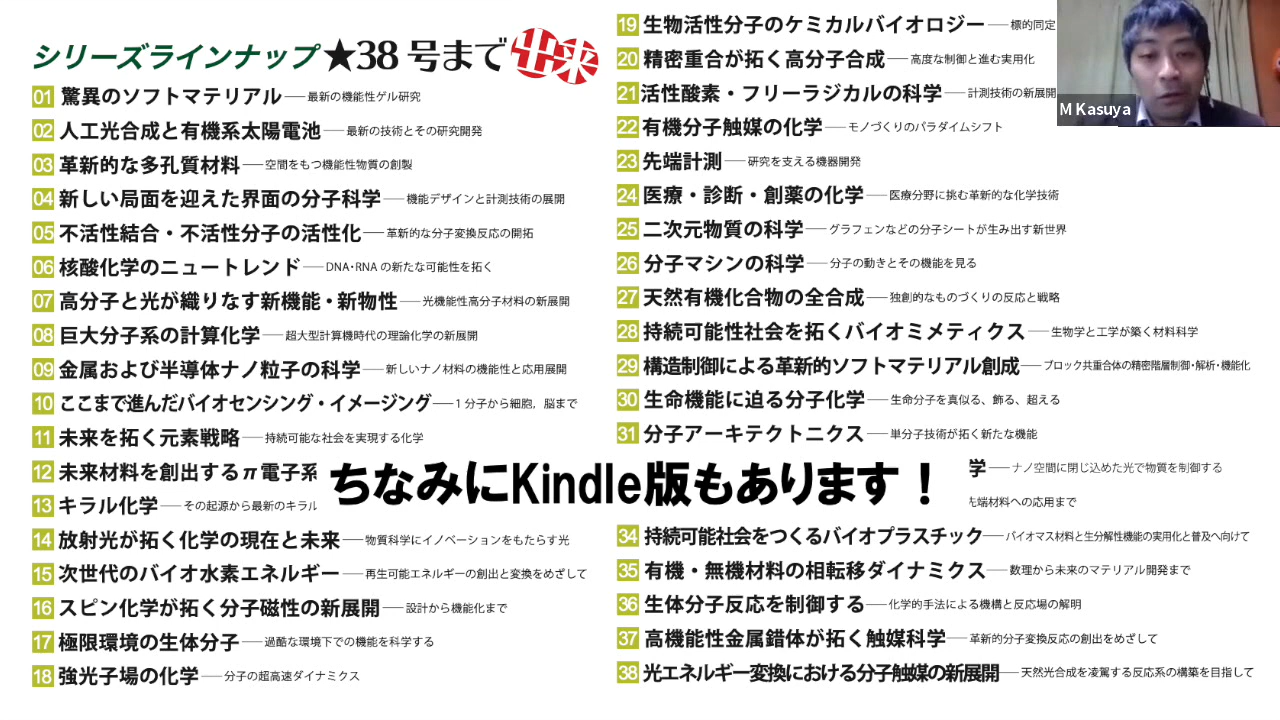 シリーズラインナップ★38号まで出来
01 驚異のソフトマテリアル──最新の機能性ゲル研究
02 人工光合成と有機系太陽電池──最新の技術とその研究開発
03 革新的な多孔質材料──空間をもつ機能性物質の創製
04 新しい局面を迎えた界面の分子科学──機能デザインと計測技術の展開
05 不活性結合・不活性分子の活性化──革新的な分子変換反応の開拓
06 核酸化学のニュートレンド──DNA・RNAの新たな可能性を拓く
07 高分子と光が織りなす新機能・新物性──光機能性高分子材料の新展開
08 巨大分子系の計算化学──超大型計算機時代の理論化学の新展開
09 金属および半導体ナノ粒子の科学──新しいナノ材料の機能性と応用展開
10 ここまで進んだバイオセンシング・イメージング──1分子から細胞，脳まで
11 未来を拓く元素戦略──持続可能な社会を実現する化学
12 未来材料を創出するπ電子系
13 キラル化学──その起源から最新のキラル
14 放射光が拓く化学の現在と未来──物質科学にイノベーションをもたらす光
15 次世代のバイオ水素エネルギー──再生可能エネルギーの創出と変換をめざして
16 スピン化学が拓く分子磁性の新展開──設計から機能化まで
17 極限環境の生体分子──過酷な環境下での機能を科学する
18 強光子場の化学──分子の超高速ダイナミクス
19 生物活性分子のケミカルバイオロジー──標的同定
20 精密重合が拓く高分子合成──高度な制御と進む実用化
21 活性酸素・フリーラジカルの科学──計測技術の新展開
22 有機分子触媒の化学──モノづくりのパラダイムシフト
23 先端計測──研究を支える機器開発
24 医療・診断・創薬の化学──医療分野に挑む革新的な化学技術
25 二次元物質の科学──グラフェンなどの分子シートが生み出す新世界
26 分子マシンの科学──分子の動きとその機能を見る
27 天然有機化合物の全合成──独創的なものづくりの反応と戦略
28 持続可能性社会を拓くバイオミメティクス──生物学と工学が築く材料科学
29 構造制御による革新的ソフトマテリアル創成──ブロック共重合体の精密階層制御・解析・機能化
30 生命機能に迫る分子化学──生命分子を真似る、飾る、超える
31 分子アーキテクトニクス──単分子技術が拓く新たな機能
学──ナノ空間に閉じ込めた光で物質を制御する
先端材料への応用まで
34 持続可能社会をつくるバイオプラスチック──バイオマス材料と生分解性機能の実用化と普及へ向けて
35 有機・無機材料の相転移ダイナミクス──数理から未来のマテリアル開発まで
36 生体分子反応を制御する──化学的手法による機構と反応場の解明
37 高機能性金属錯体が拓く触媒科学──革新的分子変換反応の創出をめざして
38 光エネルギー変換における分子触媒の新展開──天然光合成を凌駕する反応系の構築を目指して
ちなみにKindle版もあります！
M Kasuya